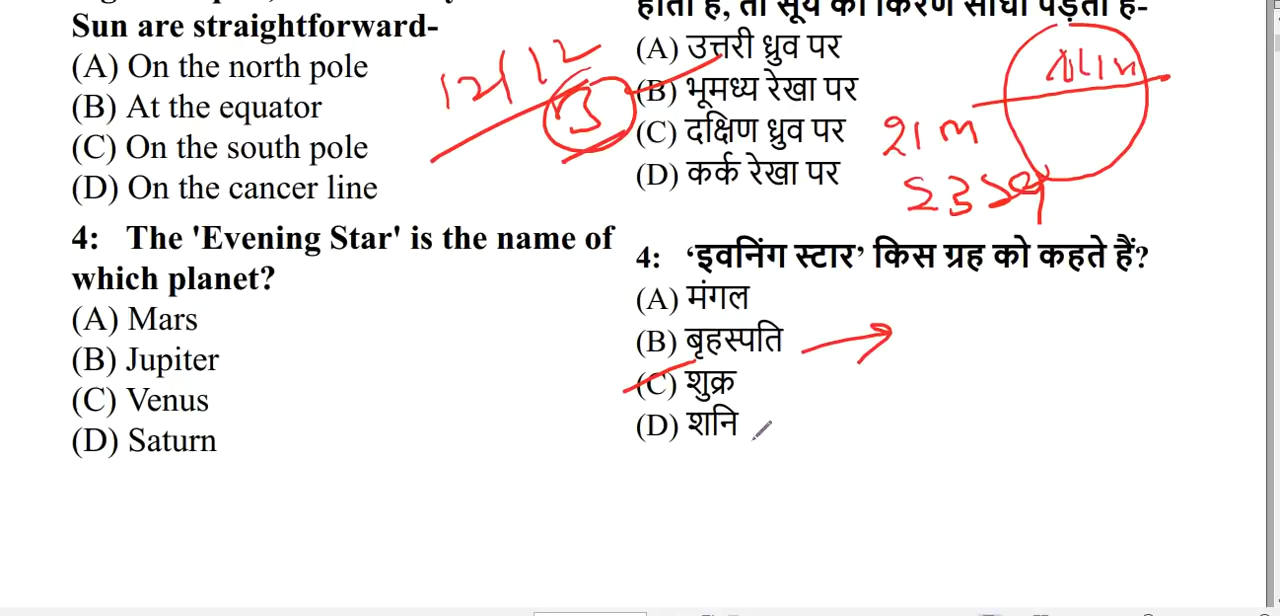 Sun are straightforward-
(A) On the north pole
(B) At the equator
(C) On the south pole
(D) On the cancer line
4: The 'Evening Star' is the name of
which planet?
(A) Mars
(B) Jupiter
(C) Venus
(D) Saturn
होता है, तो सूर्य की किरणें सीधी पड़ती हैं-
(A) उत्तरी ध्रुव पर
(B) भूमध्य रेखा पर
(C) दक्षिण ध्रुव पर
(D) कर्क रेखा पर
4: ‘इवनिंग स्टार’ किस ग्रह को कहते हैं?
(A) मंगल
(B) बृहस्पति
(C) शुक्र
(D) शनि
12/12
3
21 m
23 Sep